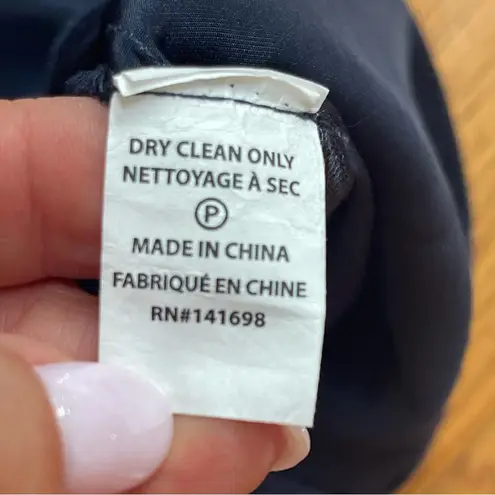 DRY CLEAN ONLY
NETTOYAGE À SEC
P
MADE IN CHINA
FABRIQUÉ EN CHINE
RN#141698